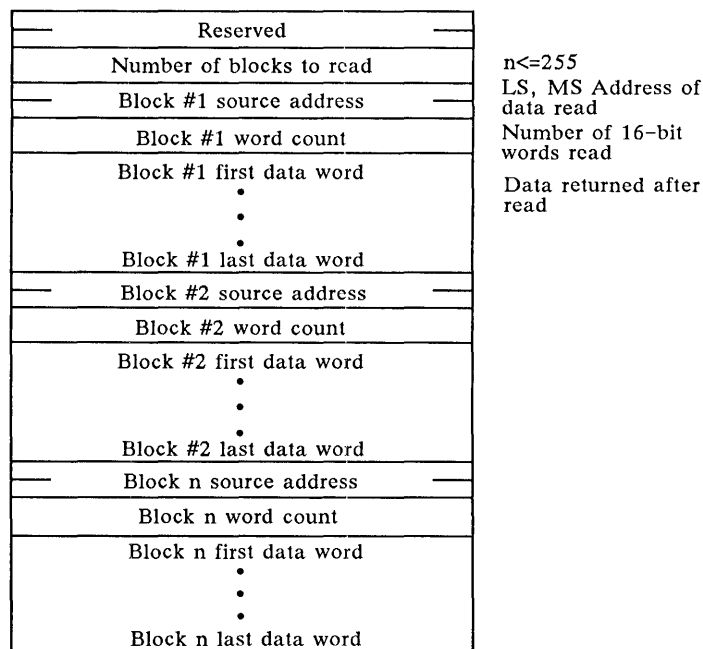 Reserved
Number of blocks to read
n<=255
Block #1 source address
LS, MS Address of
data read
Block #1 word count
Number of 16-bit
words read
Block #1 first data word
Data returned after
read
Block #1 last data word
Block #2 source address
Block #2 word count
Block #2 first data word
Block #2 last data word
Block n source address
Block n word count
Block n first data word
Block n last data word